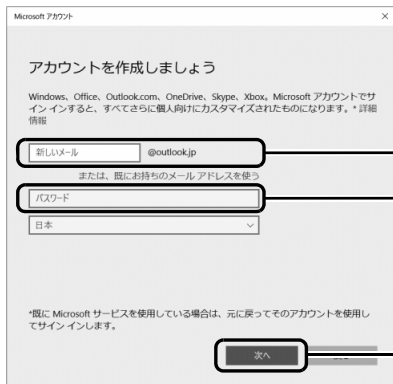 Microsoft アカウント
アカウントを作成しましょう
Windows、Office、Outlook.com、OneDrive、Skype、Xbox。Microsoft アカウントでサ
イン インすると、すべてさらに個人向けにカスタマイズされたものになります。* 詳細
情報
新しいメール @outlook.jp
または、既にお持ちのメール アドレスを使う
パスワード
日本
*既に Microsoft サービスを使用している場合は、元に戻ってそのアカウントを使用し
てサイン インします。
次へ